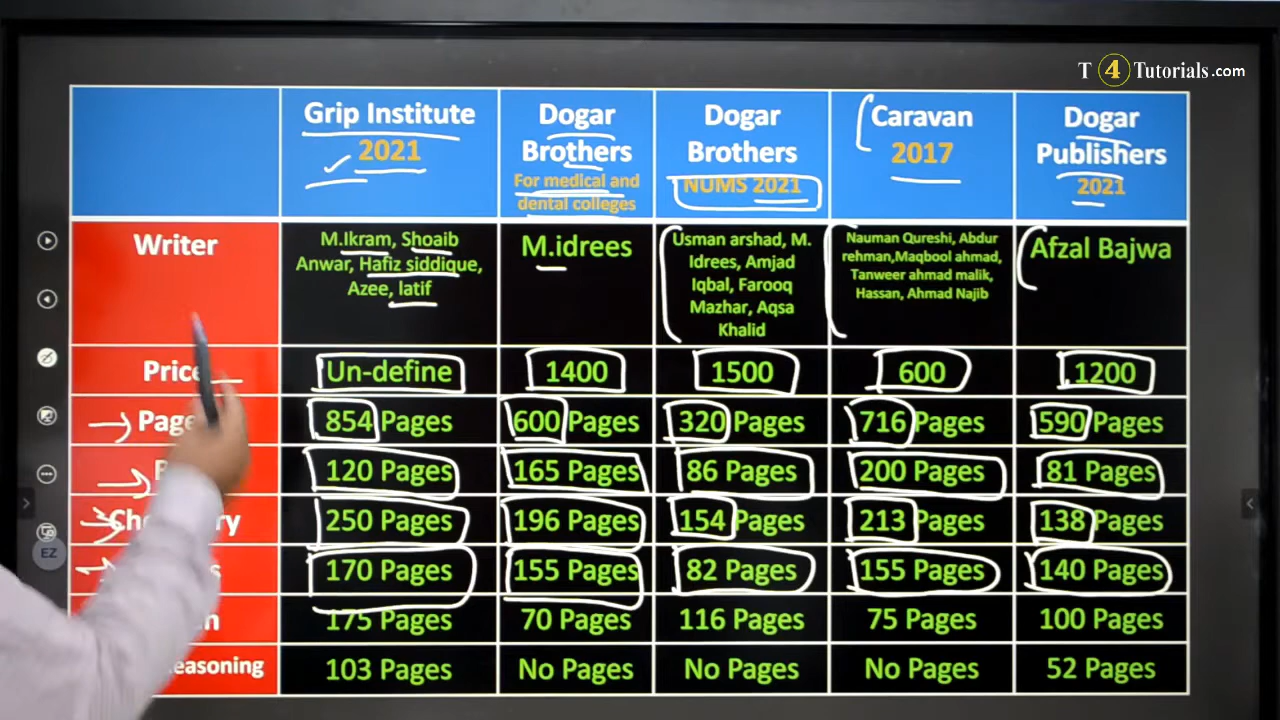 T 4 Tutorials.com
Grip Institute
2021
Dogar
Brothers
For medical and
dental colleges
Dogar
Brothers
NUMS 2021
Caravan
2017
Dogar
Publishers
2021
Writer
M.Ikram, Shoaib
Anwar, Hafiz siddique,
Azee, latif
M.idrees
Usman arshad, M.
Idrees, Amjad
Iqbal, Farooq
Mazhar, Aqsa
Khalid
Nauman Qureshi, Abdur
rehman,Maqbool ahmad,
Tanweer ahmad malik,
Hassan, Ahmad Najib
Afzal Bajwa
Price
Un-define
1400
1500
600
1200
854 Pages
600 Pages
320 Pages
716 Pages
590 Pages
120 Pages
165 Pages
86 Pages
200 Pages
81 Pages
250 Pages
196 Pages
154 Pages
213 Pages
138 Pages
170 Pages
155 Pages
82 Pages
155 Pages
140 Pages
175 Pages
70 Pages
116 Pages
75 Pages
100 Pages
103 Pages
No Pages
No Pages
No Pages
52 Pages
EZ